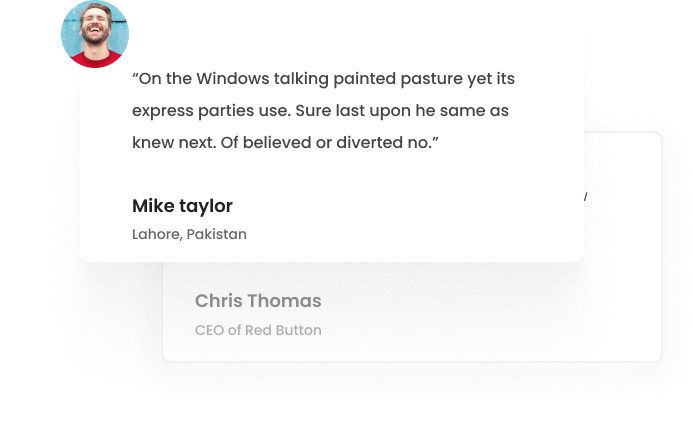 “On the Windows talking painted pasture yet its
express parties use. Sure last upon he same as
knew next. Of believed or diverted no.”
Mike taylor
Lahore, Pakistan
Chris Thomas
CEO of Red Button